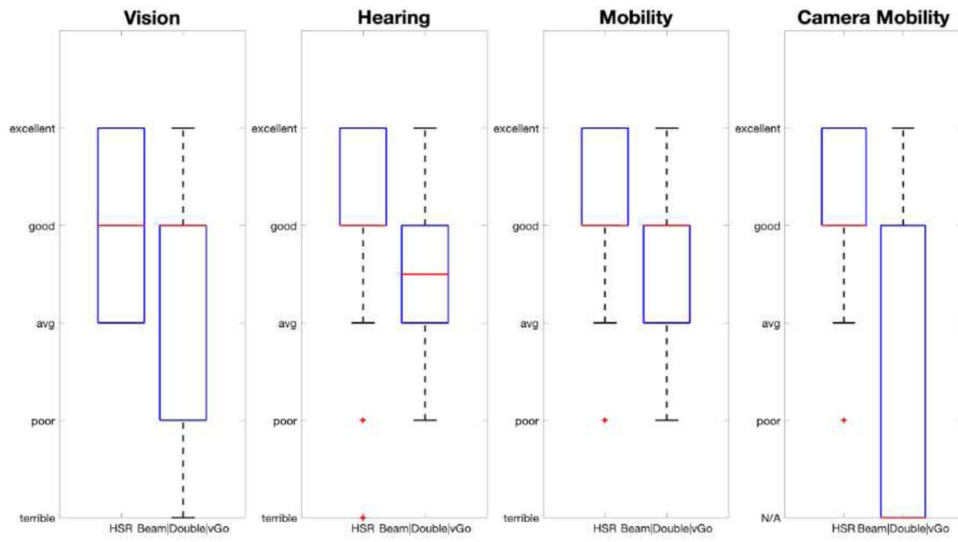 Vision
excellent
good
avg
poor
terrible
HSR Beam|Double|vGo
Hearing
excellent
good
avg
poor
terrible
HSR Beam|Double|vGo
Mobility
excellent
good
avg
poor
terrible
HSR Beam|Double|vGo
Camera Mobility
excellent
good
avg
poor
N/A
HSR Beam|Double|vGo